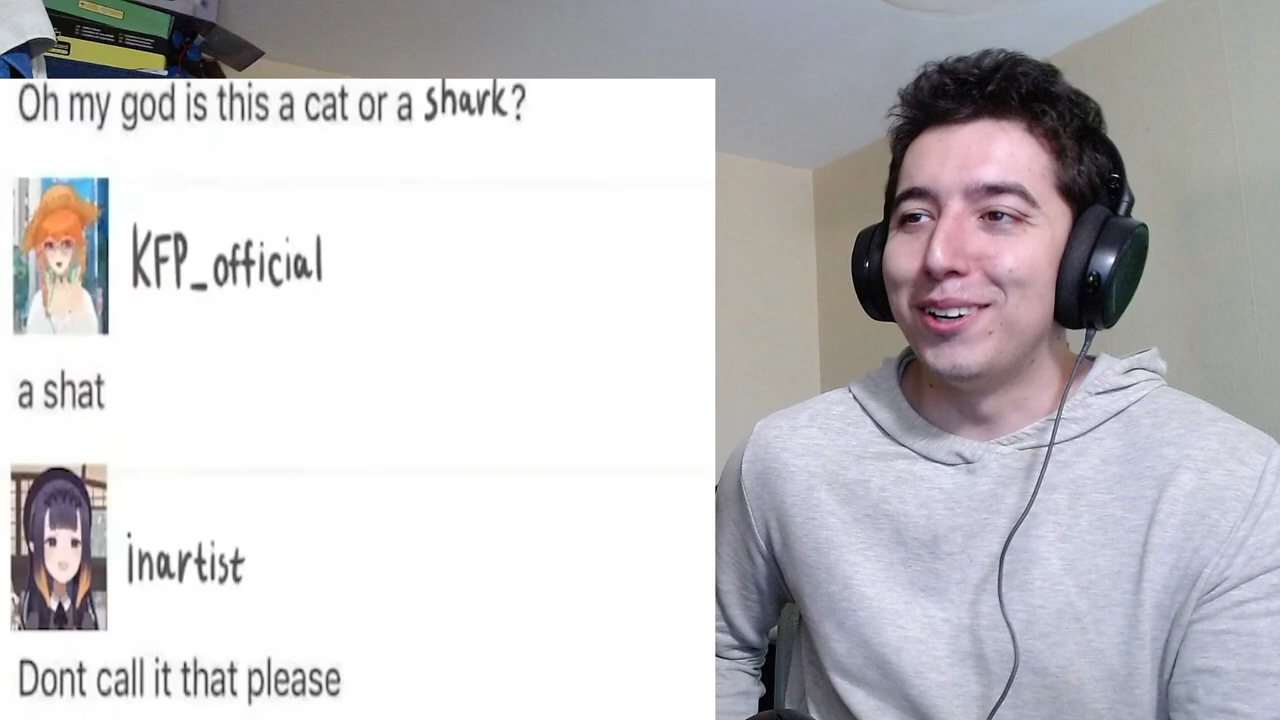 Oh my god is this a cat or a shark?
KFP_official
a shat
inartist
Dont call it that please